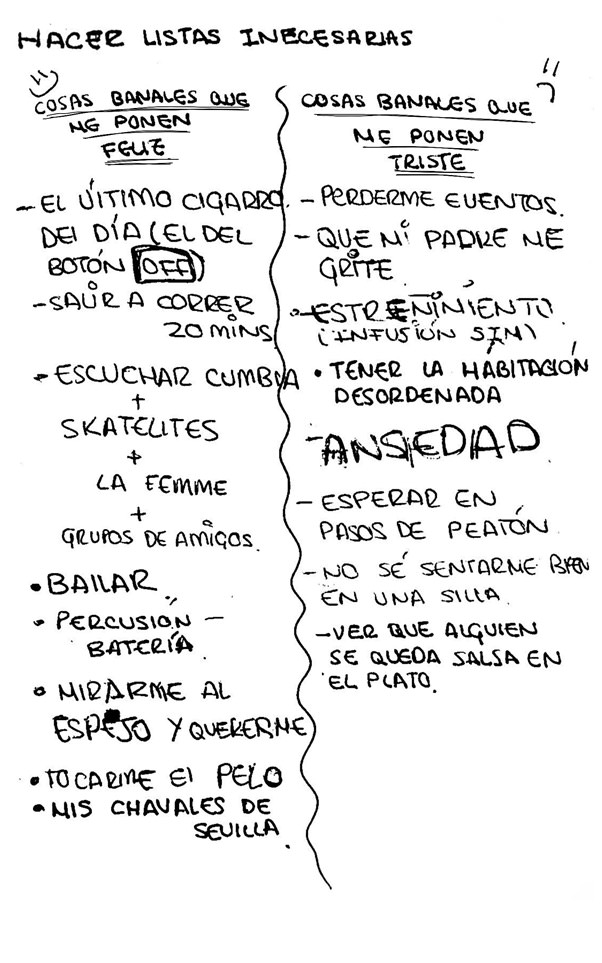 HACER LISTAS INECESARIAS
COSAS BANALES QUE
ME PONEN
FELIZ
- EL ÚLTIMO CIGARRO
DEL DÍA (EL DEL
BOTÓN OFF)
- SALIR A CORRER
20 MINS
- ESCUCHAR CUMBIA
+
SKATELITES
+
LA FEMME
+
GRUPOS DE AMIGOS.
• BAILAR
• PERCUSIÓN -
BATERÍA.
• MIRARME AL
ESPEJO Y QUERERME
• TOCARME El PELO
• MIS CHAVALES DE
SEVILLA.
COSAS BANALES QUE
ME PONEN
TRISTE
- PERDERME EVENTOS.
- QUE MI PADRE ME
GRITE.
- ESTREÑIMIENTO
(INFUSIÓN SIN)
• TENER LA HABITACIÓN
DESORDENADA
- ANSIEDAD
- ESPERAR EN
PASOS DE PEATÓN
- NO SÉ SENTARME BIEN
EN UNA SILLA.
- VER QUE ALGUIEN
SE QUEDA SALSA EN
EL PLATO.